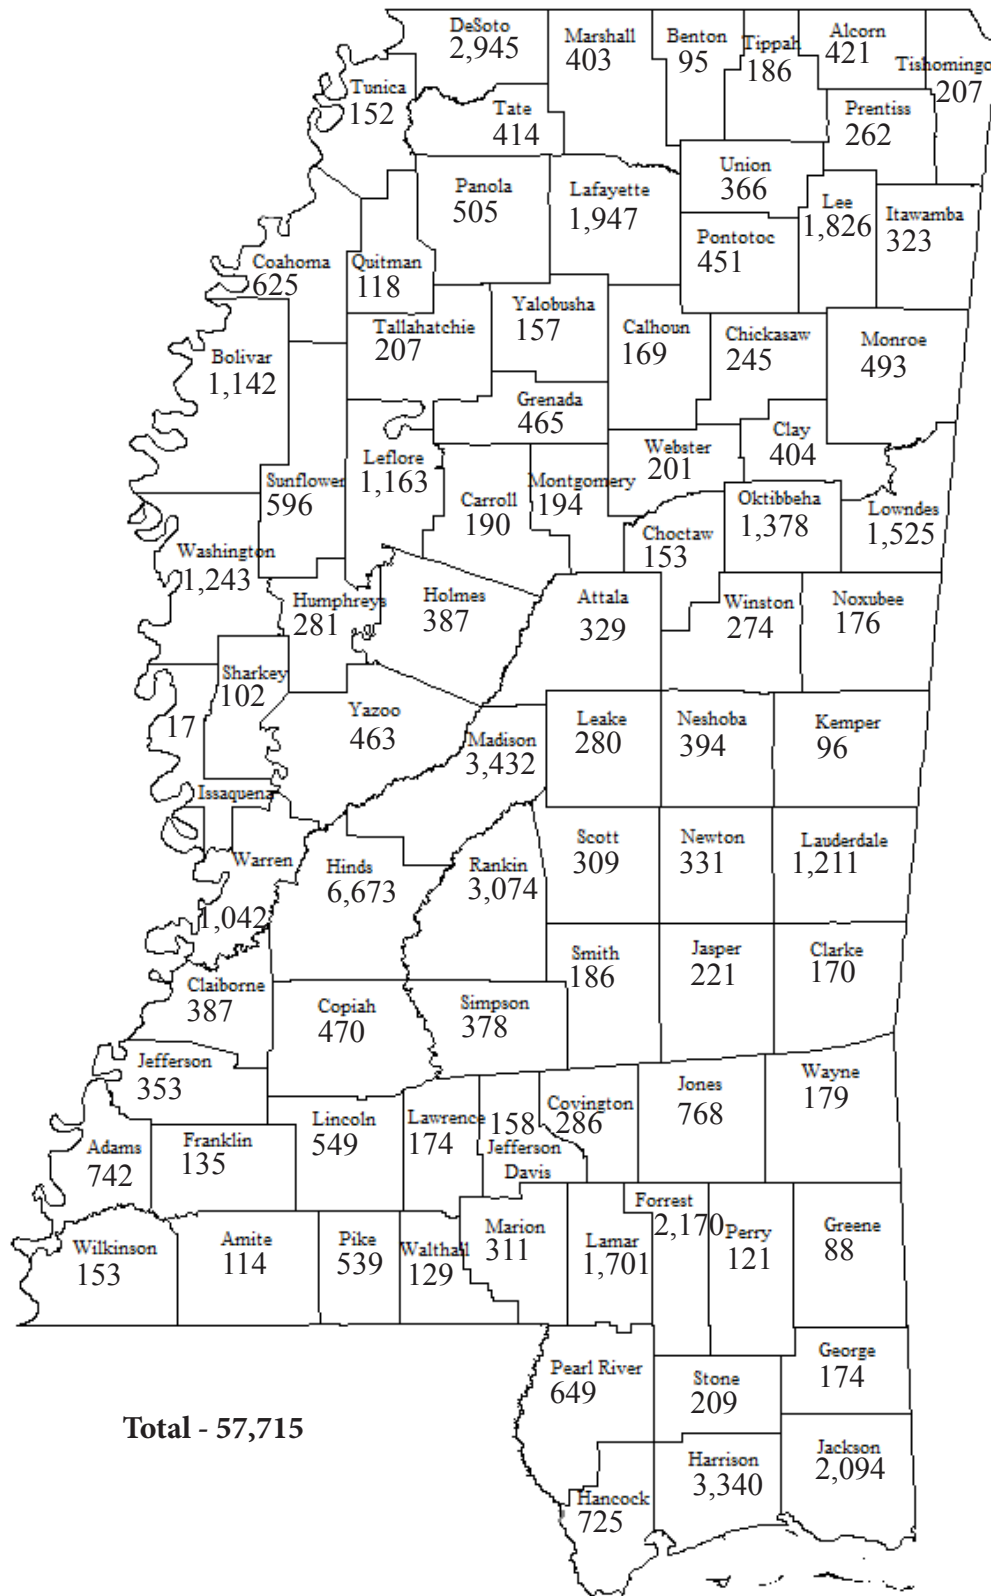 DeSoto
2,945
Marshall
403
Benton
95
Tippah
186
Alcorn
421
Tishomingo
207
Tunica
152
Tate
414
Prentiss
262
Union
366
Panola
505
Lafayette
1,947
Lee
1,826
Itawamba
323
Pontotoc
451
Coahoma
625
Quitman
118
Yalobusha
157
Tallahatchie
207
Calhoun
169
Chickasaw
245
Monroe
493
Bolivar
1,142
Grenada
465
Clay
404
Webster
201
Leflore
1,163
Sunflower
596
Carroll
190
Montgomery
194
Oktibbeha
1,378
Lowndes
1,525
Choctaw
153
Washington
1,243
Humphreys
281
Holmes
387
Attala
329
Winston
274
Noxubee
176
Sharkey
102
17
Issaquena
Yazoo
463
Madison
3,432
Leake
280
Neshoba
394
Kemper
96
Warren
1,042
Hinds
6,673
Rankin
3,074
Scott
309
Newton
331
Lauderdale
1,211
Smith
186
Jasper
221
Clarke
170
Claiborne
387
Copiah
470
Simpson
378
Jefferson
353
Lincoln
549
Lawrence
174
158
Jefferson
Davis
Covington
286
Jones
768
Wayne
179
Adams
742
Franklin
135
Wilkinson
153
Amite
114
Pike
539
Walthall
129
Marion
311
Lamar
1,701
Forrest
2,170
Perry
121
Greene
88
Pearl River
649
Stone
209
George
174
Total - 57,715
Hancock
725
Harrison
3,340
Jackson
2,094